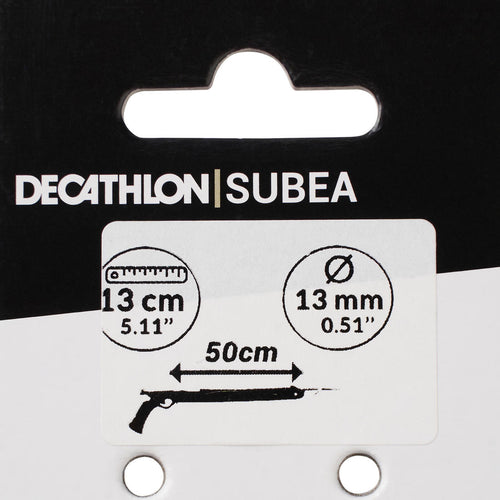 DECATHLON | SUBEA
13 cm
5.11’’
Ø
13 mm
0.51’’
50cm